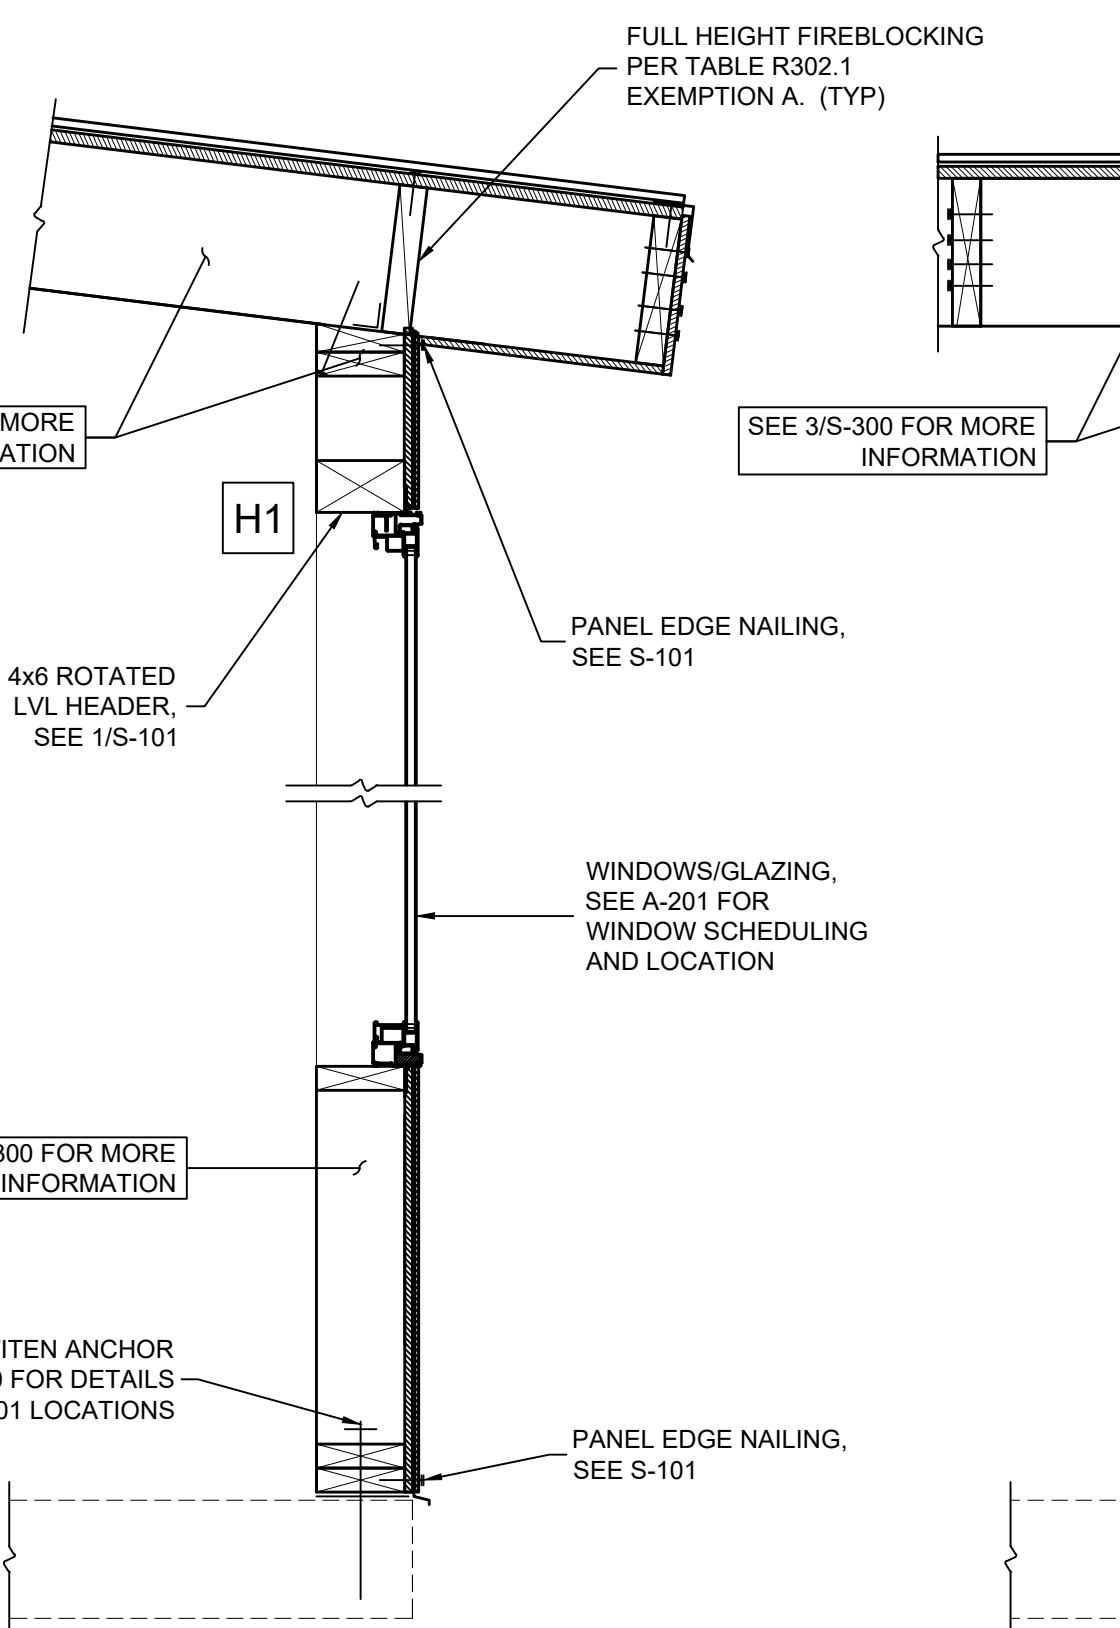 FULL HEIGHT FIREBLOCKING
PER TABLE R302.1
EXEMPTION A. (TYP)
MORE
ATION
SEE 3/S-300 FOR MORE
INFORMATION
H1
PANEL EDGE NAILING,
SEE S-101
4x6 ROTATED
LVL HEADER,
SEE 1/S-101
WINDOWS/GLAZING,
SEE A-201 FOR
WINDOW SCHEDULING
AND LOCATION
300 FOR MORE
INFORMATION
TITEN ANCHOR
0 FOR DETAILS
01 LOCATIONS
PANEL EDGE NAILING,
SEE S-101